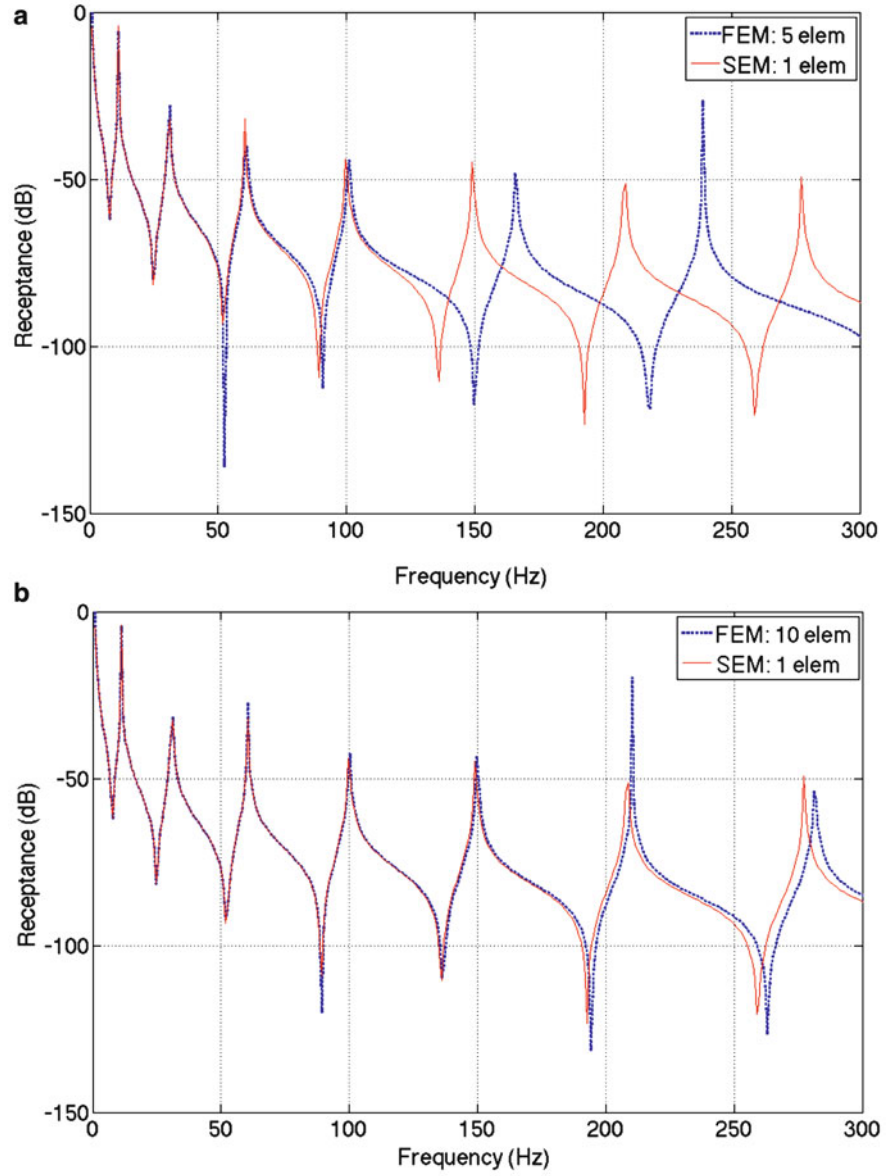 a
0
-50
-100
-150
Receptance (dB)
FEM: 5 elem
SEM: 1 elem
0 50 100 150 200 250 300
Frequency (Hz)
b
0
-50
-100
-150
Receptance (dB)
FEM: 10 elem
SEM: 1 elem
0 50 100 150 200 250 300
Frequency (Hz)